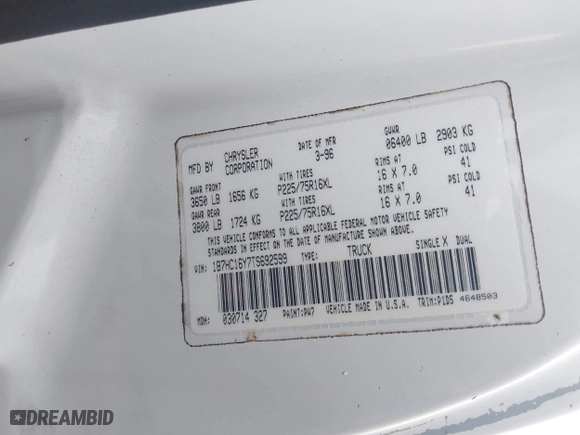 MFD BY CHRYSLER CORPORATION DATE OF MFR 3-96 GVWR 06400 LB 2903 KG
GAWR FRONT WITH TIRES RIMS AT PSI COLD
3650 LB 1656 KG P225/75R16XL 16 X 7.0 41
GAWR REAR WITH TIRES RIMS AT PSI COLD
3800 LB 1724 KG P225/75R16XL 16 X 7.0 41
THIS VEHICLE CONFORMS TO ALL APPLICABLE FEDERAL MOTOR VEHICLE SAFETY
STANDARDS IN EFFECT ON THE DATE OF MANUFACTURE SHOWN ABOVE.
VIN: 1B7HC16Y7TS692599 TYPE: TRUCK SINGLE X DUAL
MDH: 030714 327 PAINT:PW7 VEHICLE MADE IN U.S.A. TRIM:P1D5 4648503
DREAMBID